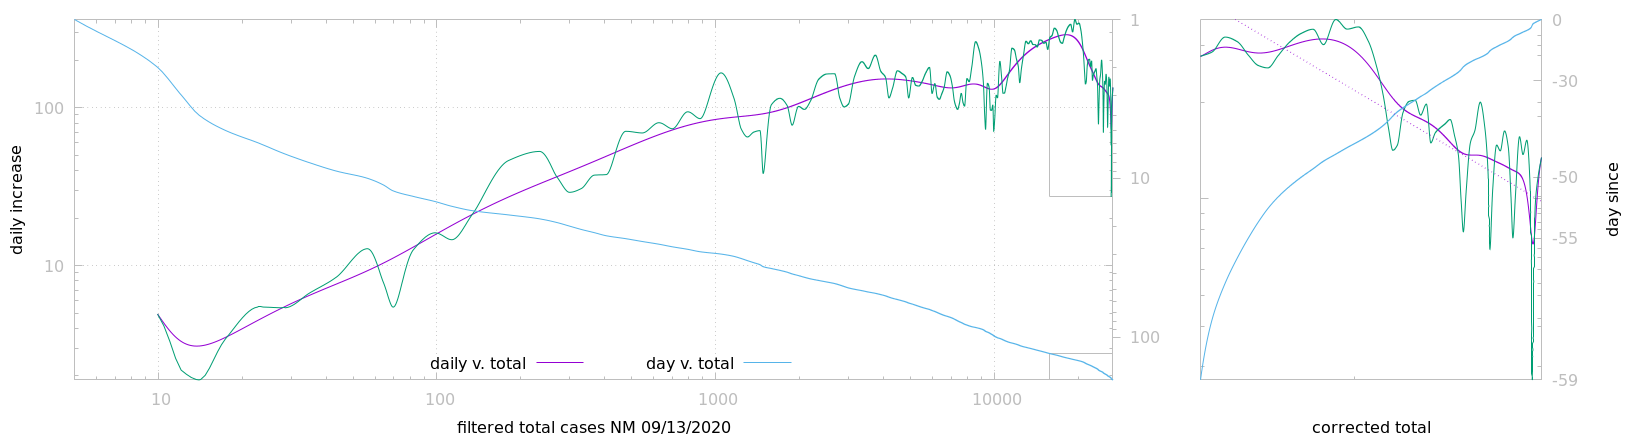 daily increase
100
10
10
100
1000
10000
1
10
100
daily v. total
day v. total
filtered total cases NM 09/13/2020
0
-30
-50
-55
-59
day since
corrected total